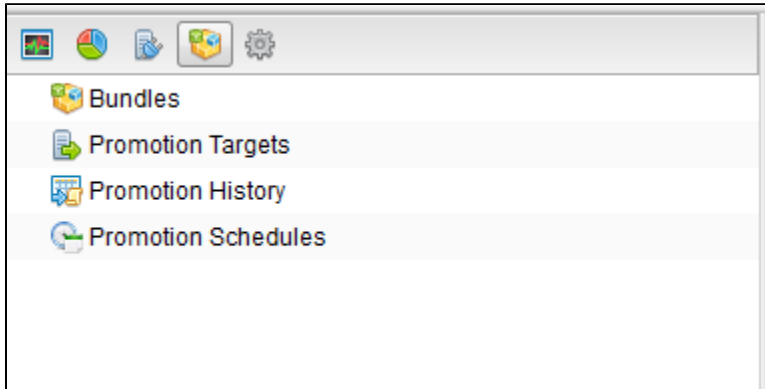 Bundles
Promotion Targets
Promotion History
Promotion Schedules